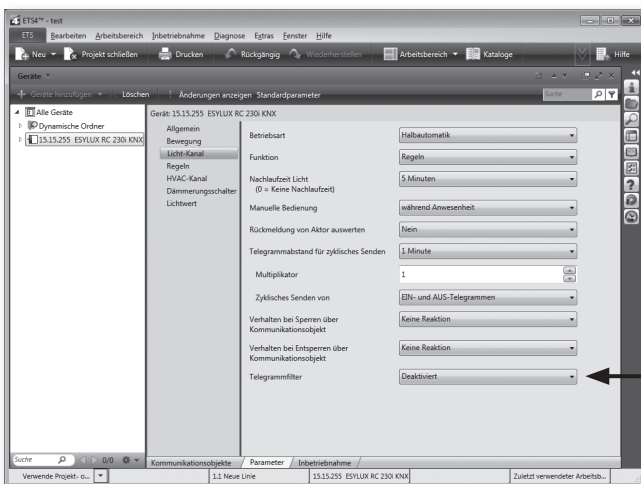 ETS4™ - test
ETS Bearbeiten Arbeitsbereich Inbetriebnahme Diagnose Extras Fenster Hilfe
Neu Projekt schließen Drucken Rückgängig Wiederherstellen Arbeitsbereich Kataloge Hilfe
Geräte
Geräte hinzufügen Löschen Änderungen anzeigen Standardparameter Suche
Alle Geräte
Dynamische Ordner
15.15.255 ESYLUX RC 230i KNX
Gerät: 15.15.255 ESYLUX RC 230i KNX
Allgemein
Bewegung
Licht-Kanal
Regeln
HVAC-Kanal
Dämmerungsschalter
Lichtwert
Betriebsart Halbautomatik
Funktion Regeln
Nachlaufzeit Licht 5 Minuten
(0 = Keine Nachlaufzeit)
Manuelle Bedienung während Anwesenheit
Rückmeldung von Aktor auswerten Nein
Telegrammabstand für zyklisches Senden 1 Minute
Multiplikator 1
Zyklisches Senden von EIN- und AUS-Telegrammen
Verhalten bei Sperren über Keine Reaktion
Kommunikationsobjekt
Verhalten bei Entsperren über Keine Reaktion
Kommunikationsobjekt
Telegrammfilter Deaktiviert
Suche 0/0
Kommunikationsobjekte Parameter Inbetriebnahme
Verwende Projekt- o... 1.1 Neue Linie 15.15.255 ESYLUX RC 230i KNX Zuletzt verwendeter Arbeitsb...